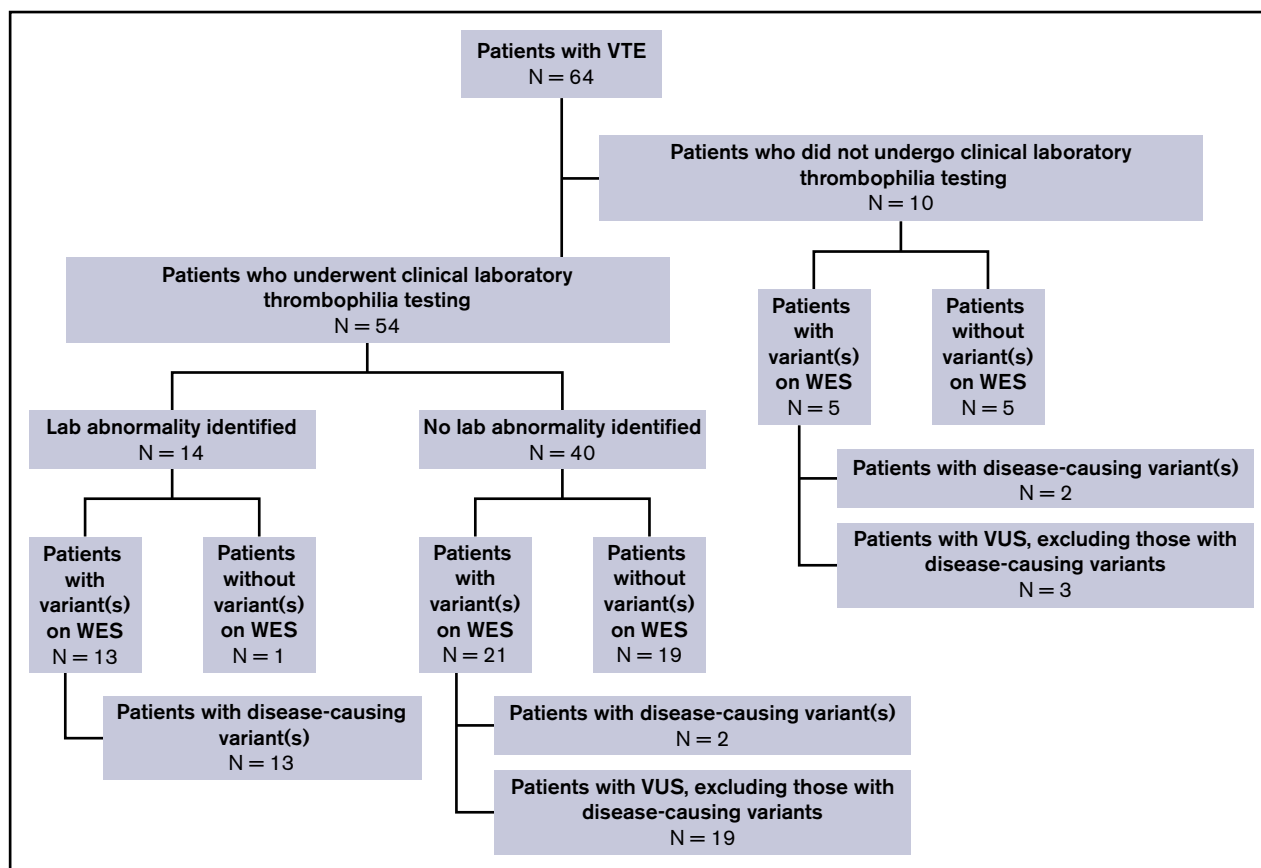 Patients with VTE
N = 64
Patients who did not undergo clinical laboratory
thrombophilia testing
N = 10
Patients who underwent clinical laboratory
thrombophilia testing
N = 54
Patients
with
variant(s)
on WES
N = 5
Patients
without
variant(s)
on WES
N = 5
Lab abnormality identified
N = 14
No lab abnormality identified
N = 40
Patients with disease-causing variant(s)
N = 2
Patients with VUS, excluding those with
disease-causing variants
N = 3
Patients
with
variant(s)
on WES
N = 13
Patients
without
variant(s)
on WES
N = 1
Patients
with
variant(s)
on WES
N = 21
Patients
without
variant(s)
on WES
N = 19
Patients with disease-causing
variant(s)
N = 13
Patients with disease-causing variant(s)
N = 2
Patients with VUS, excluding those with
disease-causing variants
N = 19